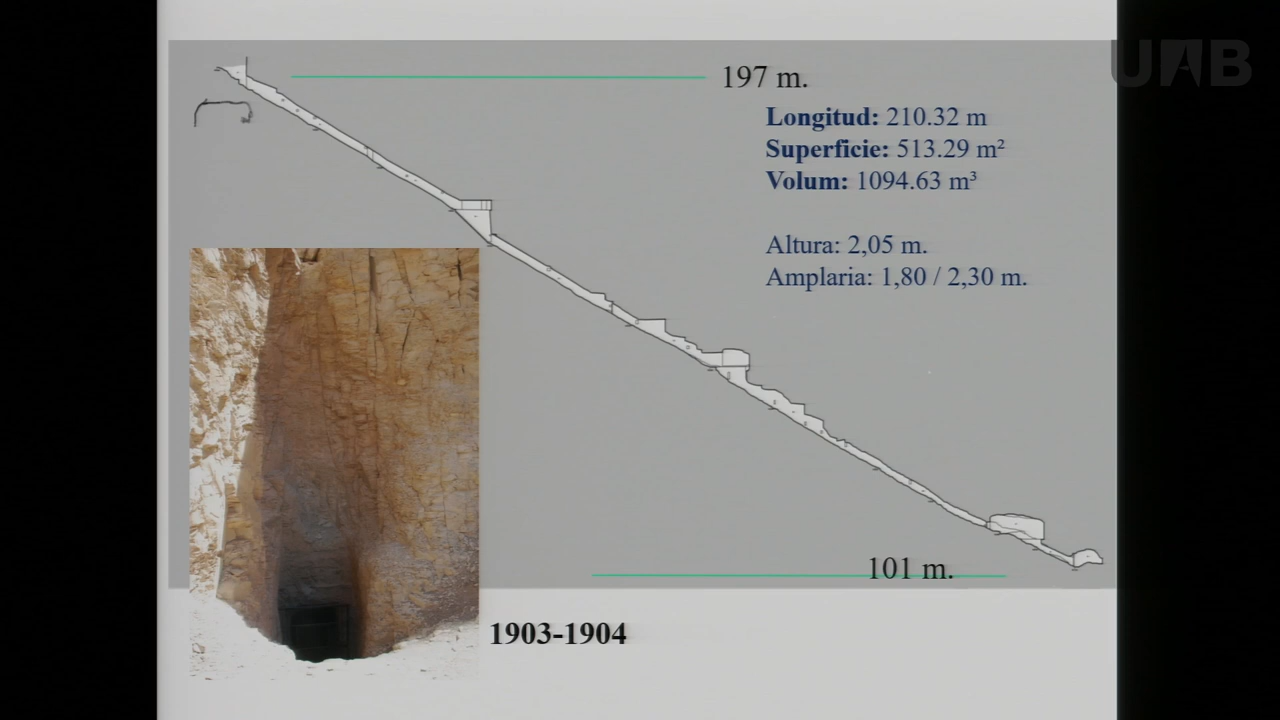 UAB
197 m.
Longitud: 210.32 m
Superficie: 513.29 m²
Volum: 1094.63 m³
Altura: 2,05 m.
Amplaria: 1,80 / 2,30 m.
101 m.
1903-1904